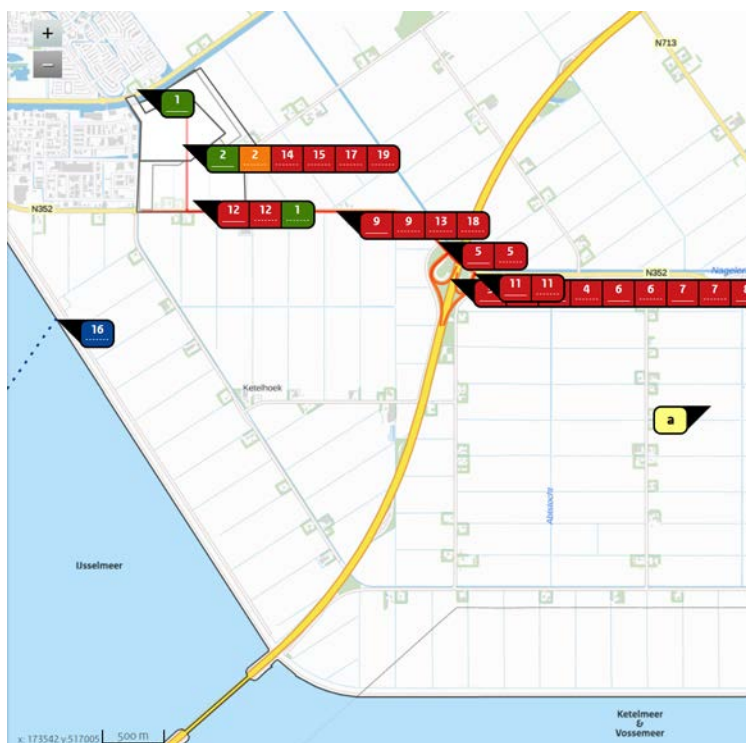 +
N713
−
1
2 2 14 15 17 19
N352
12 12 1
9 9 13 18
5 5
N352
11 11
4 6 6 7 7
16
Ketelhoek
a
IJsselmeer
Ketelmeer
&
Vossemeer
x: 173542 y:517005
500 m